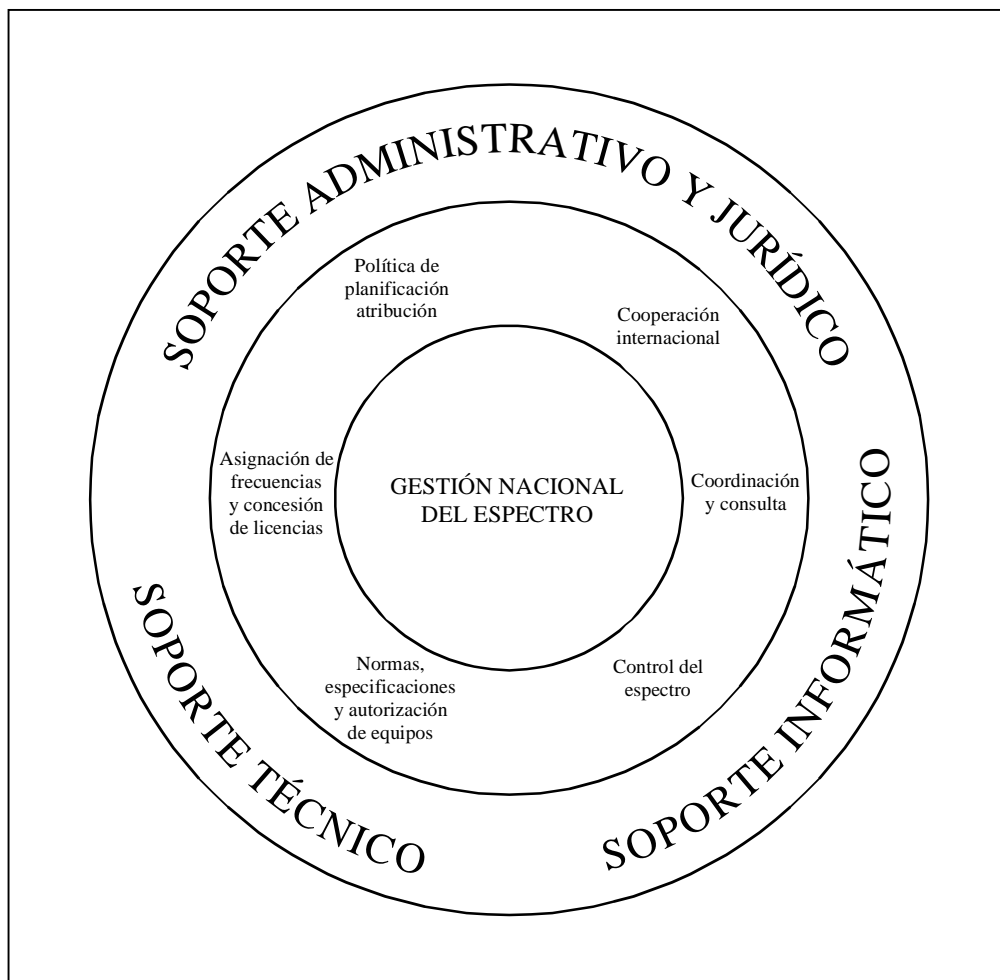 SOPORTE ADMINISTRATIVO Y JURÍDICO
Política de
planificación
atribución
Cooperación
internacional
Asignación de
frecuencias
y concesión
de licencias
GESTIÓN NACIONAL
DEL ESPECTRO
Coordinación
y consulta
Normas,
especificaciones
y autorización
de equipos
Control del
espectro
SOPORTE TÉCNICO
SOPORTE INFORMÁTICO